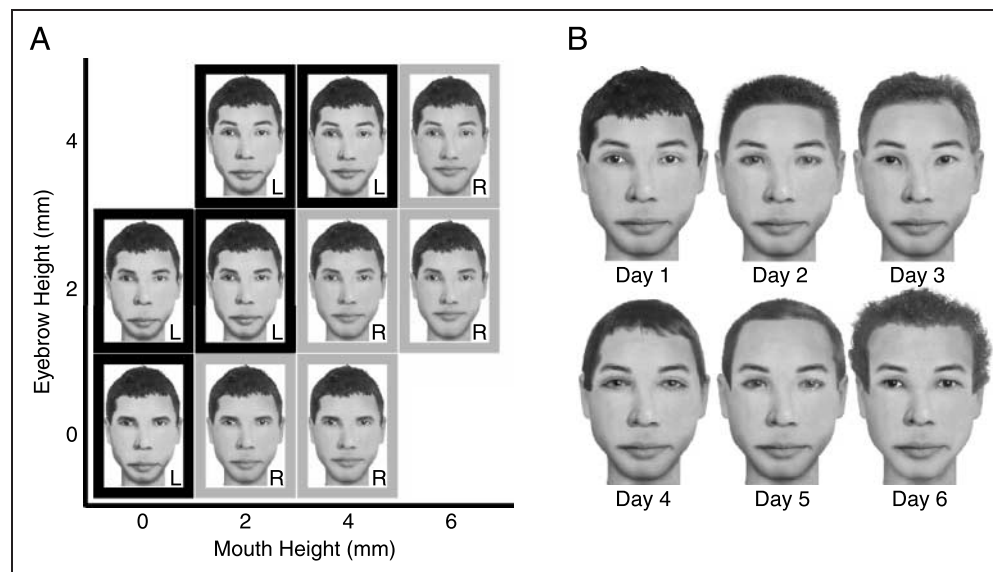 A
B
Eyebrow Height (mm)
4
L
L
R
2
L
L
R
R
0
L
R
R
0
2
4
6
Mouth Height (mm)
Day 1
Day 2
Day 3
Day 4
Day 5
Day 6